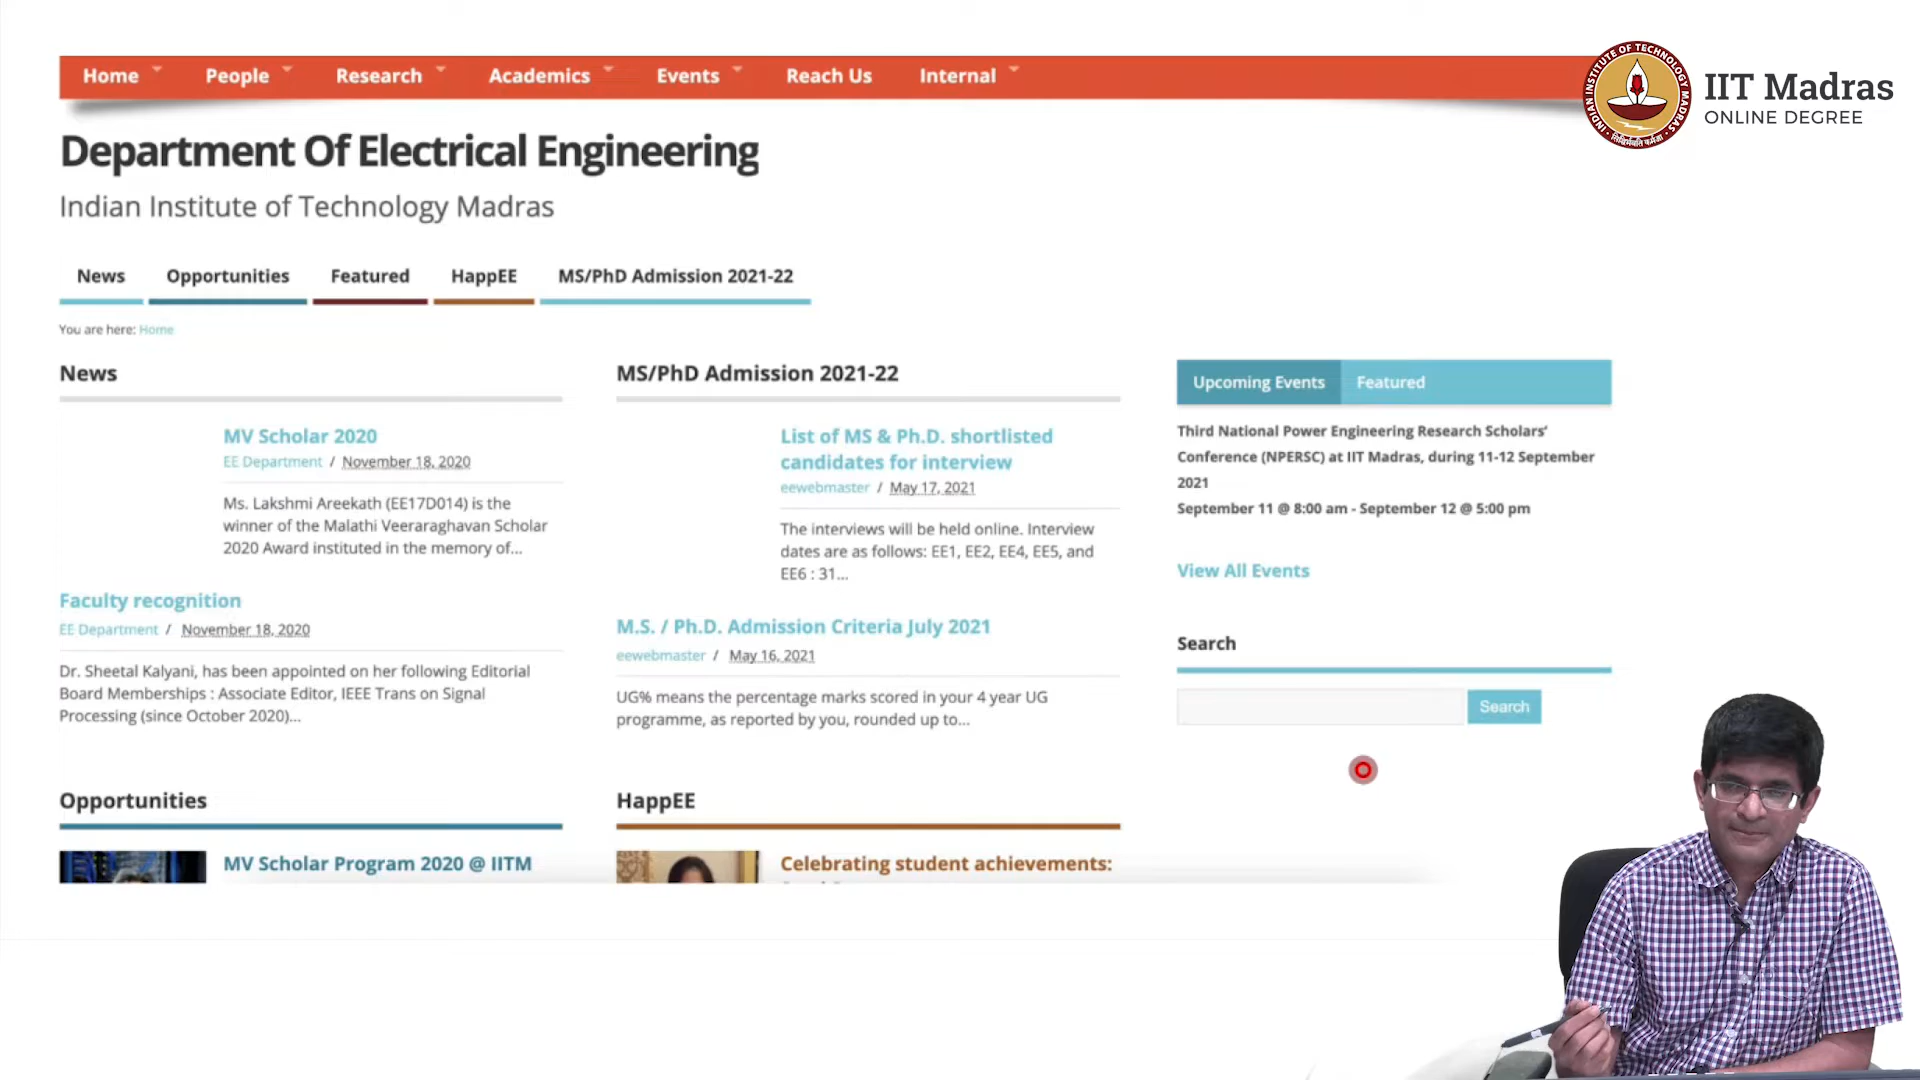 Home People Research Academics Events Reach Us Internal
IIT Madras
ONLINE DEGREE
INDIAN INSTITUTE OF TECHNOLOGY MADRAS
Department Of Electrical Engineering
Indian Institute of Technology Madras
News Opportunities Featured HappEE MS/PhD Admission 2021-22
You are here: Home
News
MV Scholar 2020
EE Department / November 18, 2020
Ms. Lakshmi Areekath (EE17D014) is the
winner of the Malathi Veeraraghavan Scholar
2020 Award instituted in the memory of...
Faculty recognition
EE Department / November 18, 2020
Dr. Sheetal Kalyani, has been appointed on her following Editorial
Board Memberships : Associate Editor, IEEE Trans on Signal
Processing (since October 2020)...
Opportunities
MV Scholar Program 2020 @ IITM
MS/PhD Admission 2021-22
List of MS & Ph.D. shortlisted
candidates for interview
eewebmaster / May 17, 2021
The interviews will be held online. Interview
dates are as follows: EE1, EE2, EE4, EE5, and
EE6 : 31...
M.S. / Ph.D. Admission Criteria July 2021
eewebmaster / May 16, 2021
UG% means the percentage marks scored in your 4 year UG
programme, as reported by you, rounded up to...
HappEE
Celebrating student achievements:
Upcoming Events Featured
Third National Power Engineering Research Scholars’
Conference (NPERSC) at IIT Madras, during 11-12 September
2021
September 11 @ 8:00 am - September 12 @ 5:00 pm
View All Events
Search
Search